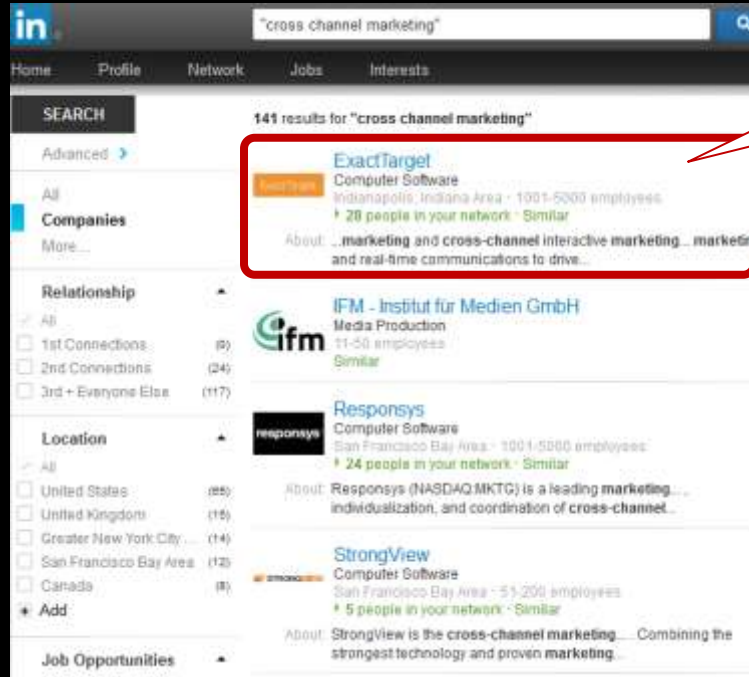 in
"cross channel marketing"
Home Profile Network Jobs Interests
SEARCH
Advanced >
All
Companies
More...
Relationship
All
1st Connections (0)
2nd Connections (24)
3rd + Everyone Else (117)
Location
All
United States
United Kingdom
Greater New York City ... (14)
San Francisco Bay Area (12)
Canada (8)
Add
Job Opportunities
141 results for "cross channel marketing"
ExactTarget
Computer Software
Indianapolis, Indiana Area · 1001-5000 employees
28 people in your network · Similar
About: ...marketing and cross-channel interactive marketing... marketin
and real-time communications to drive...
ifm
IFM - Institut für Medien GmbH
Media Production
11-50 employees
Similar
responsys
Responsys
Computer Software
San Francisco Bay Area · 1001-5000 employees
24 people in your network · Similar
About: Responsys (NASDAQ:MKTG) is a leading marketing... ,
individualization, and coordination of cross-channel...
StrongView
Computer Software
San Francisco Bay Area · 51-200 employees
5 people in your network · Similar
About: StrongView is the cross-channel marketing... Combining the
strongest technology and proven marketing...